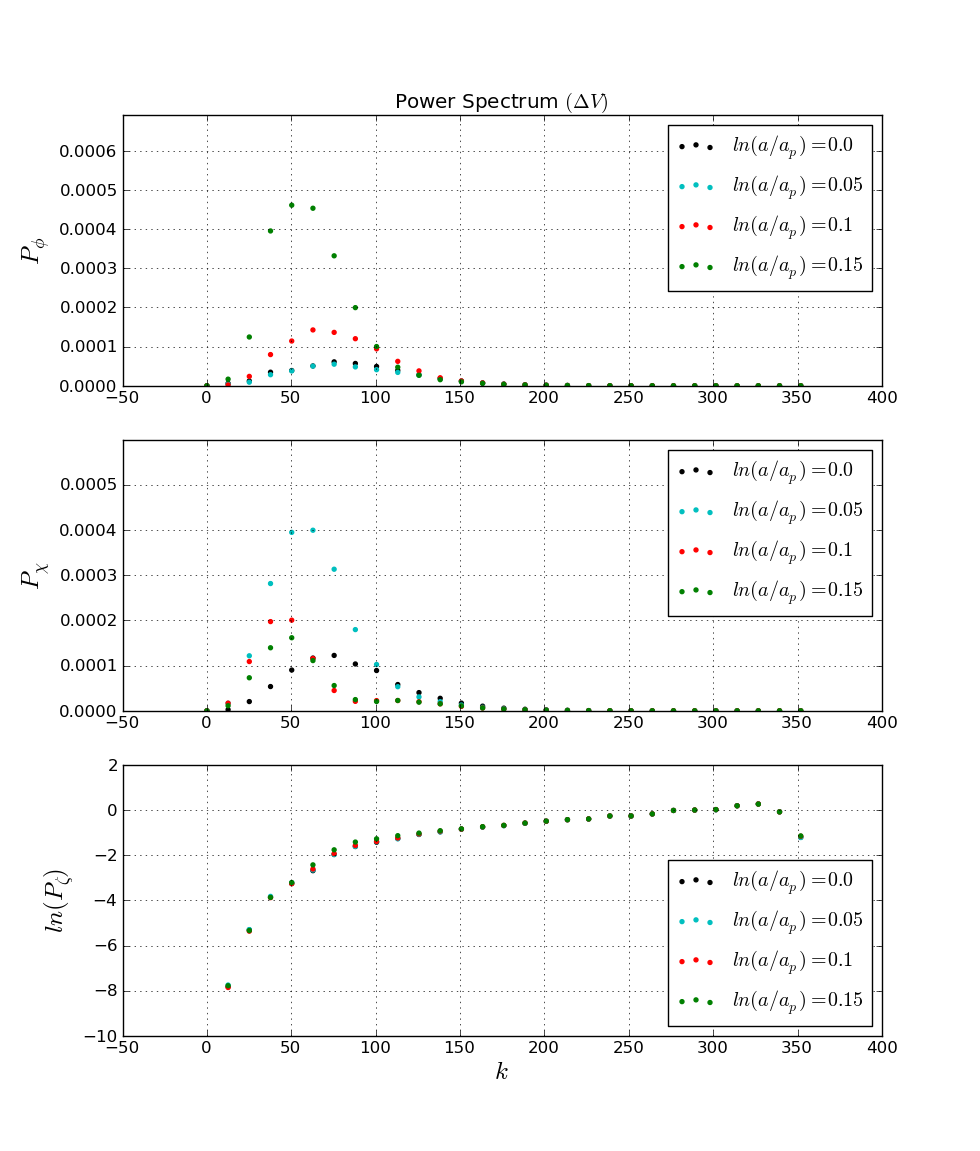 Power Spectrum (ΔV)
0.0006
0.0005
0.0004
0.0003
0.0002
0.0001
0.0000
P_ϕ
−50 0 50 100 150 200 250 300 350 400
ln(a/a_p)=0.0
ln(a/a_p)=0.05
ln(a/a_p)=0.1
ln(a/a_p)=0.15
0.0005
0.0004
0.0003
0.0002
0.0001
0.0000
P_χ
−50 0 50 100 150 200 250 300 350 400
ln(a/a_p)=0.0
ln(a/a_p)=0.05
ln(a/a_p)=0.1
ln(a/a_p)=0.15
2
0
−2
−4
−6
−8
−10
ln(P_ζ)
−50 0 50 100 150 200 250 300 350 400
ln(a/a_p)=0.0
ln(a/a_p)=0.05
ln(a/a_p)=0.1
ln(a/a_p)=0.15
k